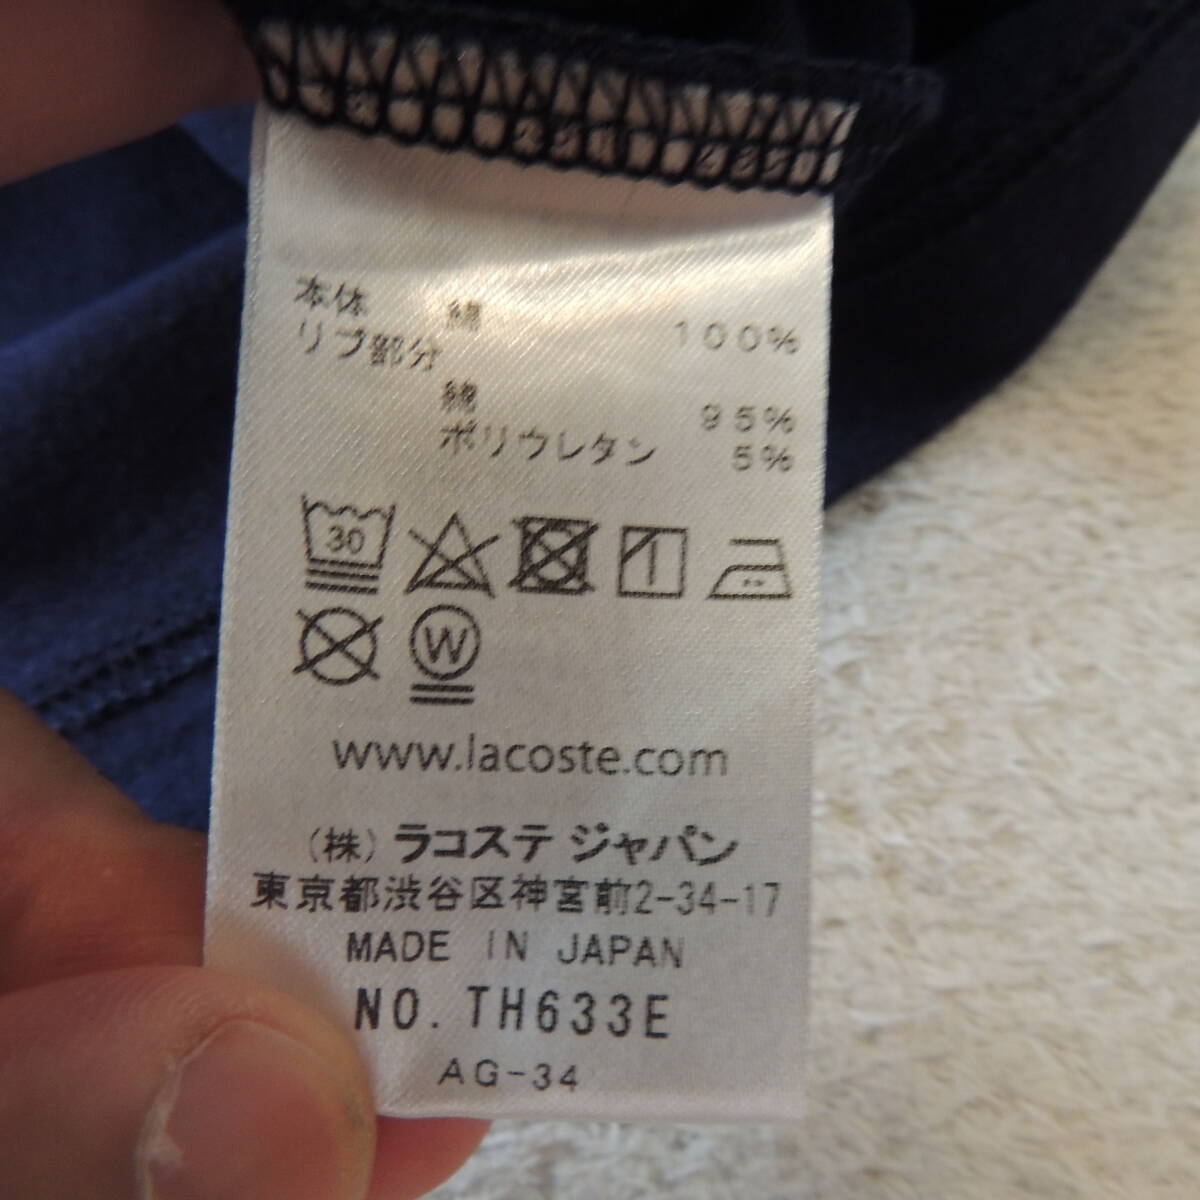 本体 綿 100%
リブ部分
綿 95%
ポリウレタン 5%
30
W
www.lacoste.com
(株) ラコステ ジャパン
東京都渋谷区神宮前2-34-17
MADE IN JAPAN
NO. TH633E
AG-34